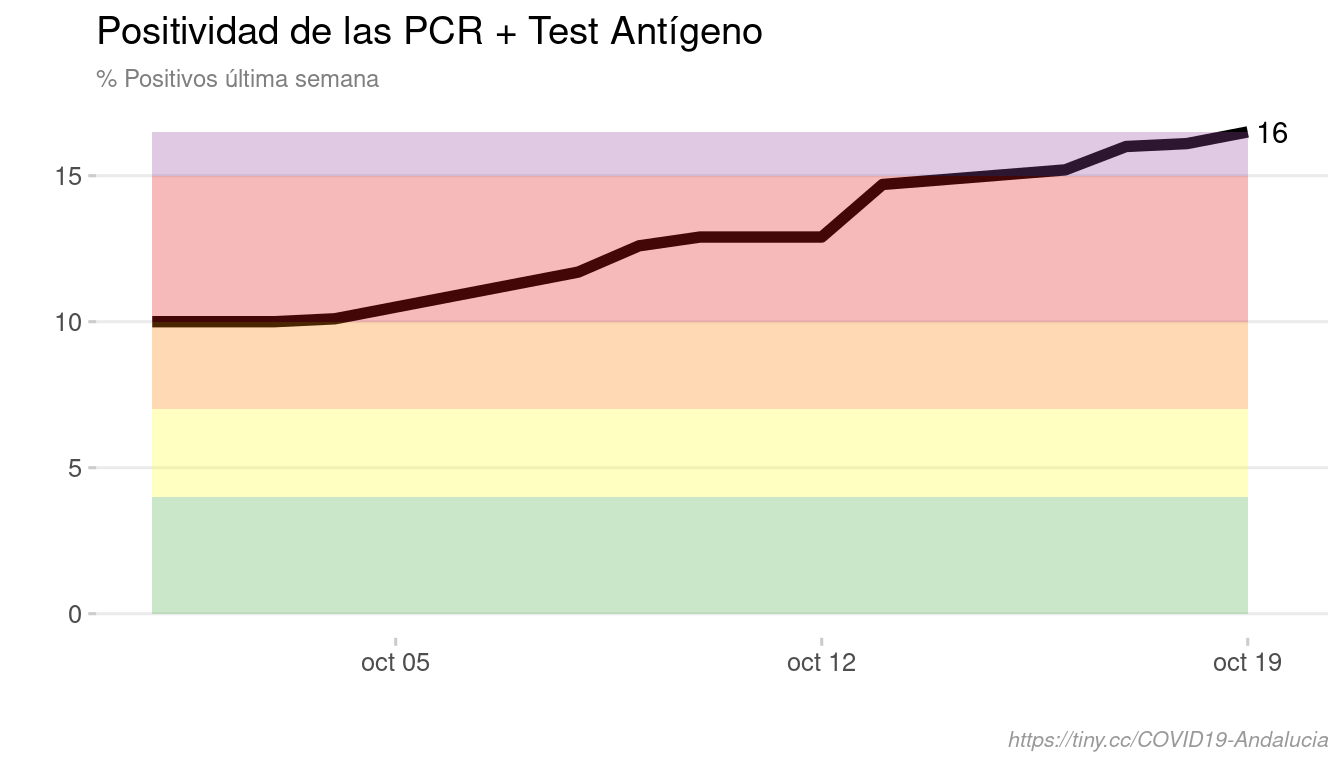 Positividad de las PCR + Test Antígeno
% Positivos última semana
16
15
10
5
0
oct 05 oct 12 oct 19
https://tiny.cc/COVID19-Andalucia